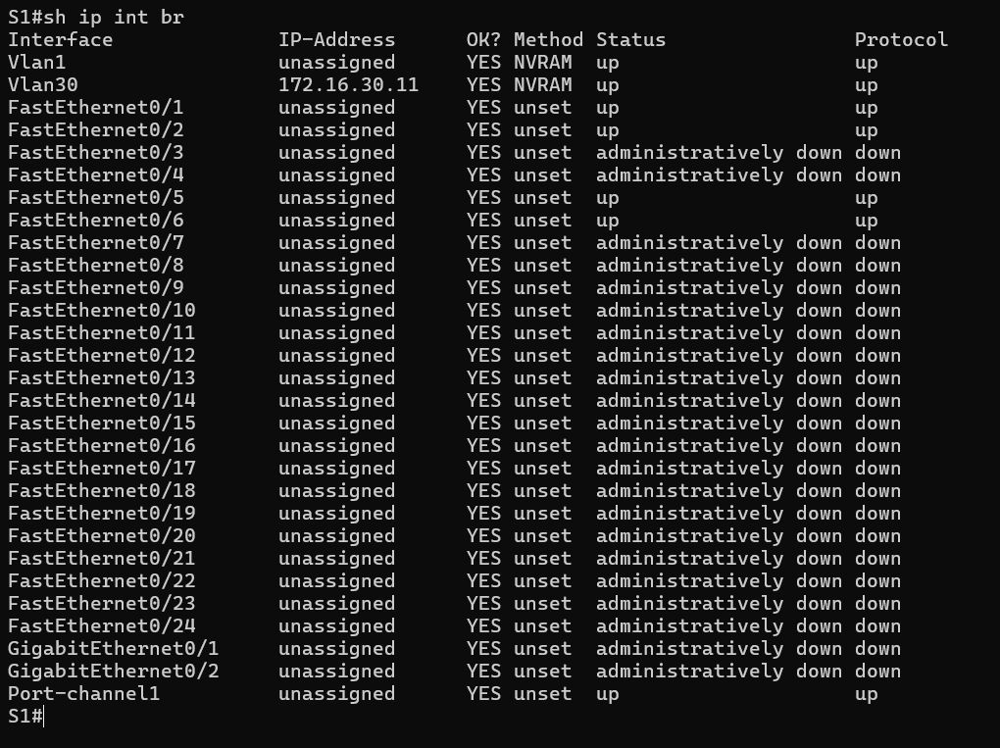 S1#sh ip int br
Interface              IP-Address      OK? Method Status                Protocol
Vlan1                  unassigned      YES NVRAM  up                    up
Vlan30                 172.16.30.11    YES NVRAM  up                    up
FastEthernet0/1        unassigned      YES unset  up                    up
FastEthernet0/2        unassigned      YES unset  up                    up
FastEthernet0/3        unassigned      YES unset  administratively down down
FastEthernet0/4        unassigned      YES unset  administratively down down
FastEthernet0/5        unassigned      YES unset  up                    up
FastEthernet0/6        unassigned      YES unset  up                    up
FastEthernet0/7        unassigned      YES unset  administratively down down
FastEthernet0/8        unassigned      YES unset  administratively down down
FastEthernet0/9        unassigned      YES unset  administratively down down
FastEthernet0/10       unassigned      YES unset  administratively down down
FastEthernet0/11       unassigned      YES unset  administratively down down
FastEthernet0/12       unassigned      YES unset  administratively down down
FastEthernet0/13       unassigned      YES unset  administratively down down
FastEthernet0/14       unassigned      YES unset  administratively down down
FastEthernet0/15       unassigned      YES unset  administratively down down
FastEthernet0/16       unassigned      YES unset  administratively down down
FastEthernet0/17       unassigned      YES unset  administratively down down
FastEthernet0/18       unassigned      YES unset  administratively down down
FastEthernet0/19       unassigned      YES unset  administratively down down
FastEthernet0/20       unassigned      YES unset  administratively down down
FastEthernet0/21       unassigned      YES unset  administratively down down
FastEthernet0/22       unassigned      YES unset  administratively down down
FastEthernet0/23       unassigned      YES unset  administratively down down
FastEthernet0/24       unassigned      YES unset  administratively down down
GigabitEthernet0/1     unassigned      YES unset  administratively down down
GigabitEthernet0/2     unassigned      YES unset  administratively down down
Port-channel1          unassigned      YES unset  up                    up
S1#